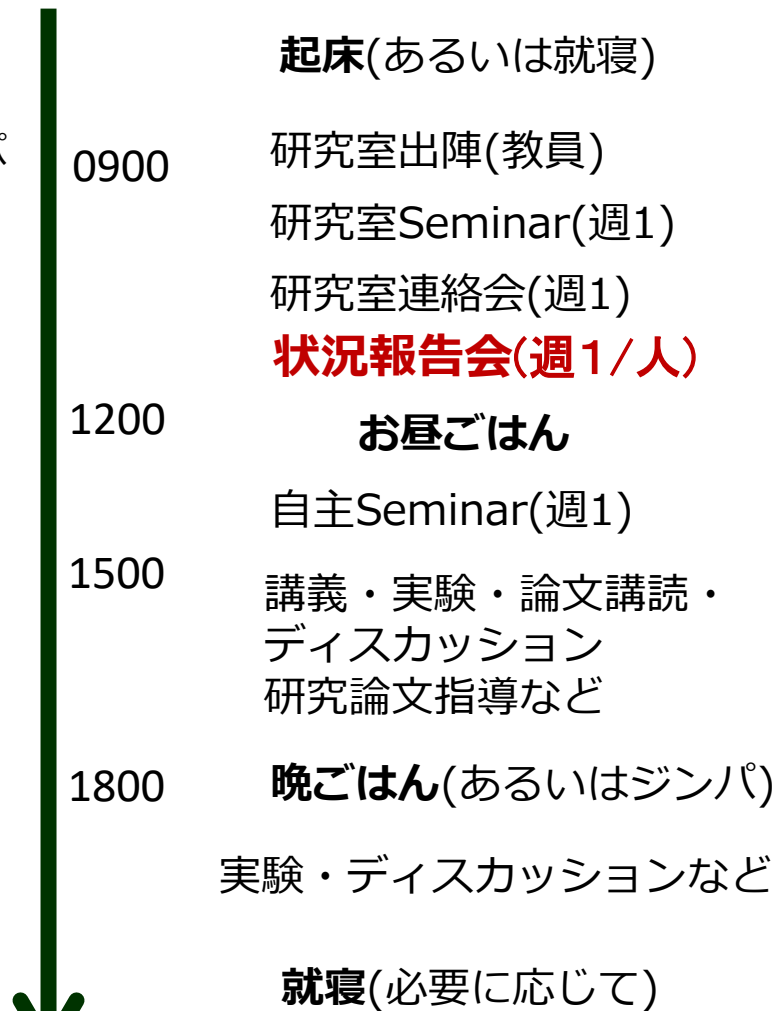 起床(あるいは就寝)
パ
0900 研究室出陣(教員)
研究室Seminar(週1)
研究室連絡会(週1)
状況報告会(週1/人)
1200 お昼ごはん
自主Seminar(週1)
1500 講義・実験・論文講読・
ディスカッション
研究論文指導など
1800 晩ごはん(あるいはジンパ)
実験・ディスカッションなど
就寝(必要に応じて)